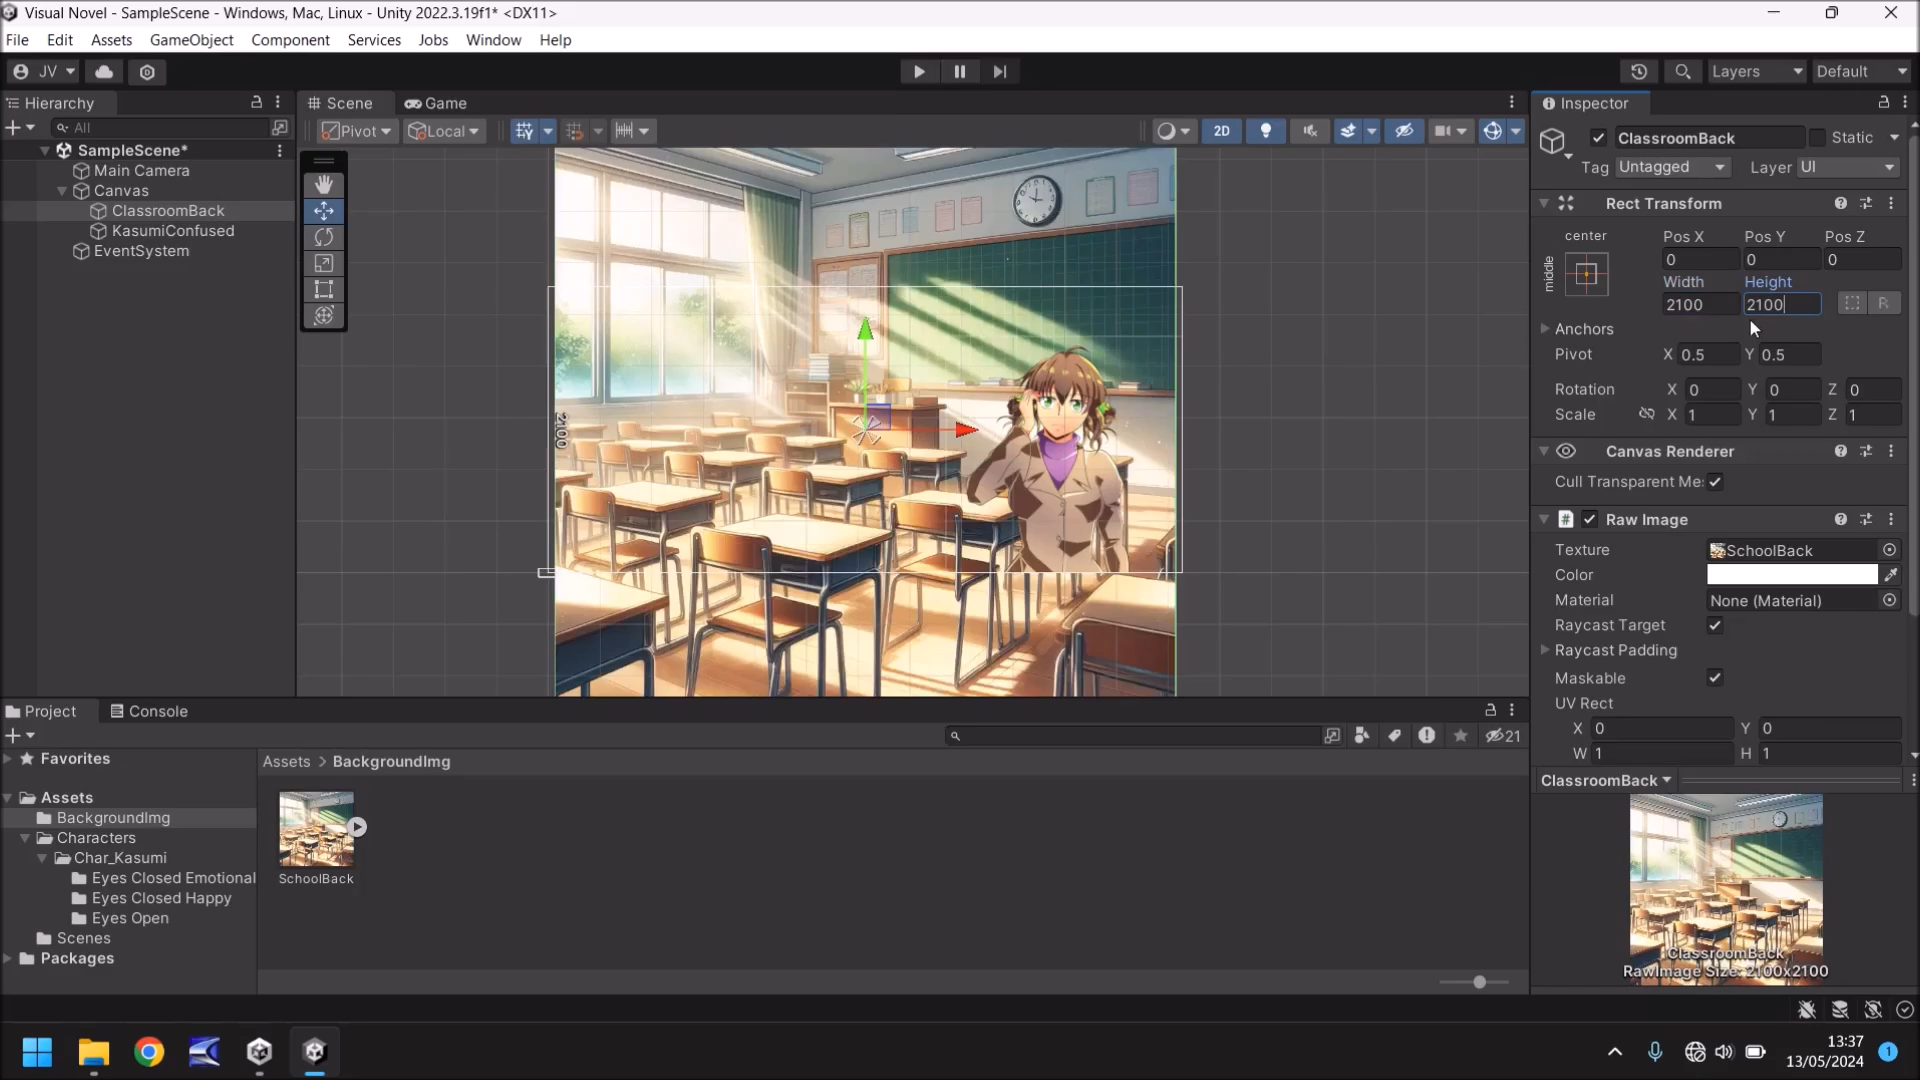 Visual Novel - SampleScene - Windows, Mac, Linux - Unity 2022.3.19f1* <DX11>
File Edit Assets GameObject Component Services Jobs Window Help
JV Layers Default
Hierarchy Scene Game Inspector
All Pivot Local 2D
ClassroomBack Static
Tag Untagged Layer UI
SampleScene*
Main Camera
Canvas
ClassroomBack
KasumiConfused
EventSystem
2100
Rect Transform
center
middle
Pos X Pos Y Pos Z
0 0 0
Width Height
2100 2100 R
Anchors
Pivot X 0.5 Y 0.5
Rotation X 0 Y 0 Z 0
Scale X 1 Y 1 Z 1
Canvas Renderer
Cull Transparent Me:
# Raw Image
Texture SchoolBack
Color
Material None (Material)
Raycast Target
Raycast Padding
Maskable
UV Rect
X 0 Y 0
W 1 H 1
ClassroomBack
ClassroomBack
RawImage Size: 2100x2100
Project Console
21
Favorites
Assets
BackgroundImg
Characters
Char_Kasumi
Eyes Closed Emotional
Eyes Closed Happy
Eyes Open
Scenes
Packages
Assets > BackgroundImg
SchoolBack
13:37
13/05/2024
1